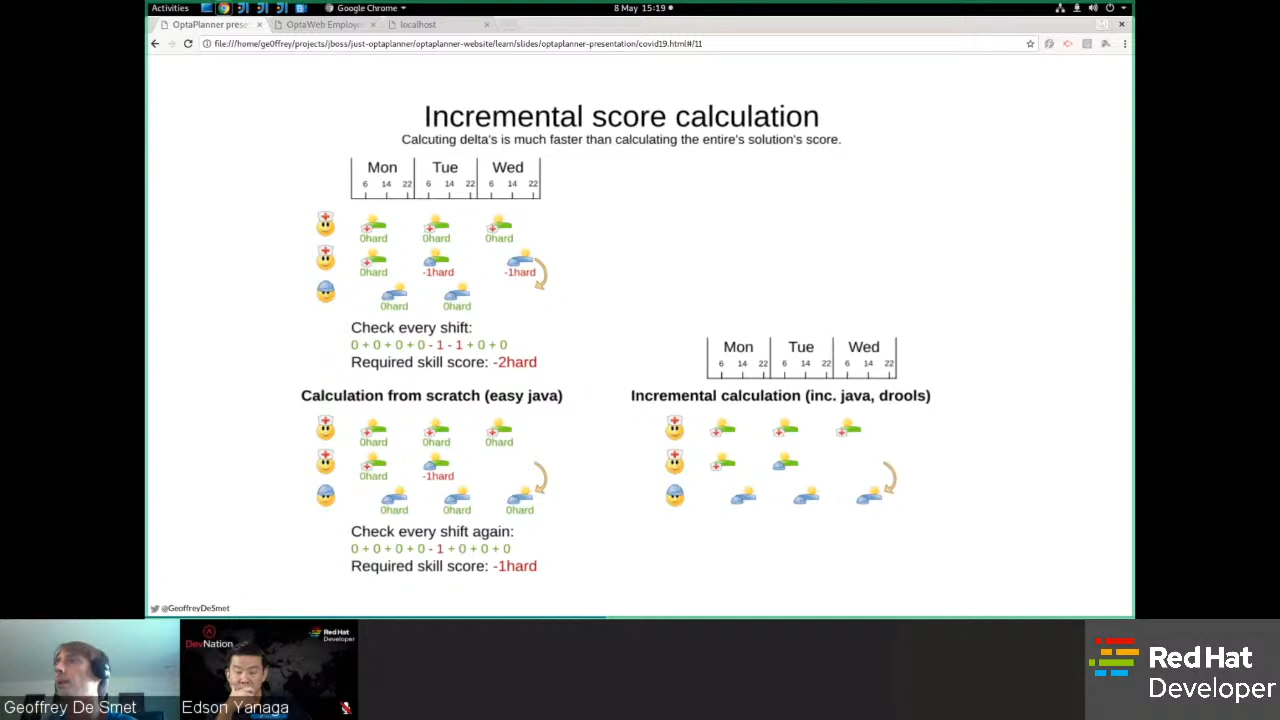 Activities
Google Chrome
8 May 15:19
OptaPlanner prese
OptaWeb Employ
localhost
file:///home/ge0ffrey/projects/jboss/just-optaplanner/optaplanner-website/learn/slides/optaplanner-presentation/covid19.html#/11
Incremental score calculation
Calcuting delta's is much faster than calculating the entire's solution's score.
Mon Tue Wed
6 14 22 6 14 22 6 14 22
0hard 0hard 0hard
0hard -1hard -1hard
0hard 0hard
Check every shift:
0 + 0 + 0 + 0 - 1 - 1 + 0 + 0
Required skill score: -2hard
Mon Tue Wed
6 14 22 6 14 22 6 14 22
Calculation from scratch (easy java)
Incremental calculation (inc. java, drools)
0hard 0hard 0hard
0hard -1hard
0hard 0hard 0hard
Check every shift again:
0 + 0 + 0 + 0 - 1 + 0 + 0 + 0
Required skill score: -1hard
@GeoffreyDeSmet
Geoffrey De Smet
DevNation
Red Hat
Developer
Edson Yanaga
Red Hat
Developer